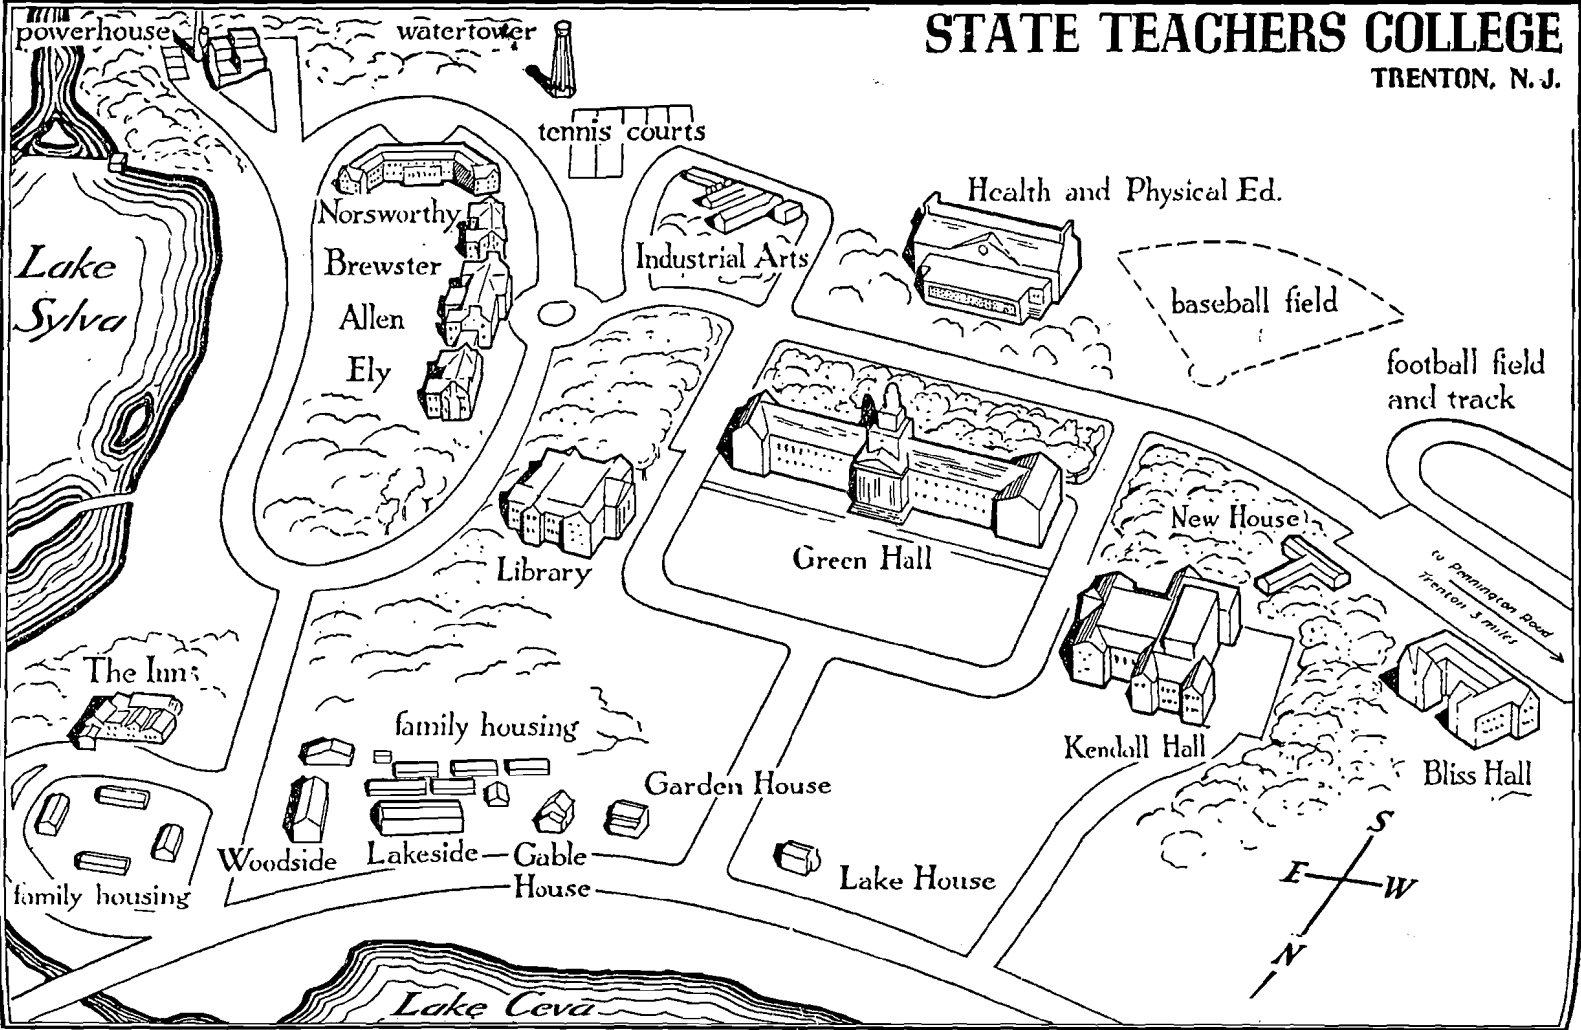 STATE TEACHERS COLLEGE
TRENTON, N. J.
powerhouse
watertower
tennis courts
Health and Physical Ed.
Norsworthy
Industrial Arts
Brewster
Lake
Sylva
baseball field
Allen
Ely
football field
and track
New House
Green Hall
Library
to Pennington Road
Trenton 3 miles
The Inn
family housing
Kendall Hall
Bliss Hall
Garden House
Woodside
Lakeside
Gable
House
Lake House
family housing
S
E
W
N
Lake Ceva